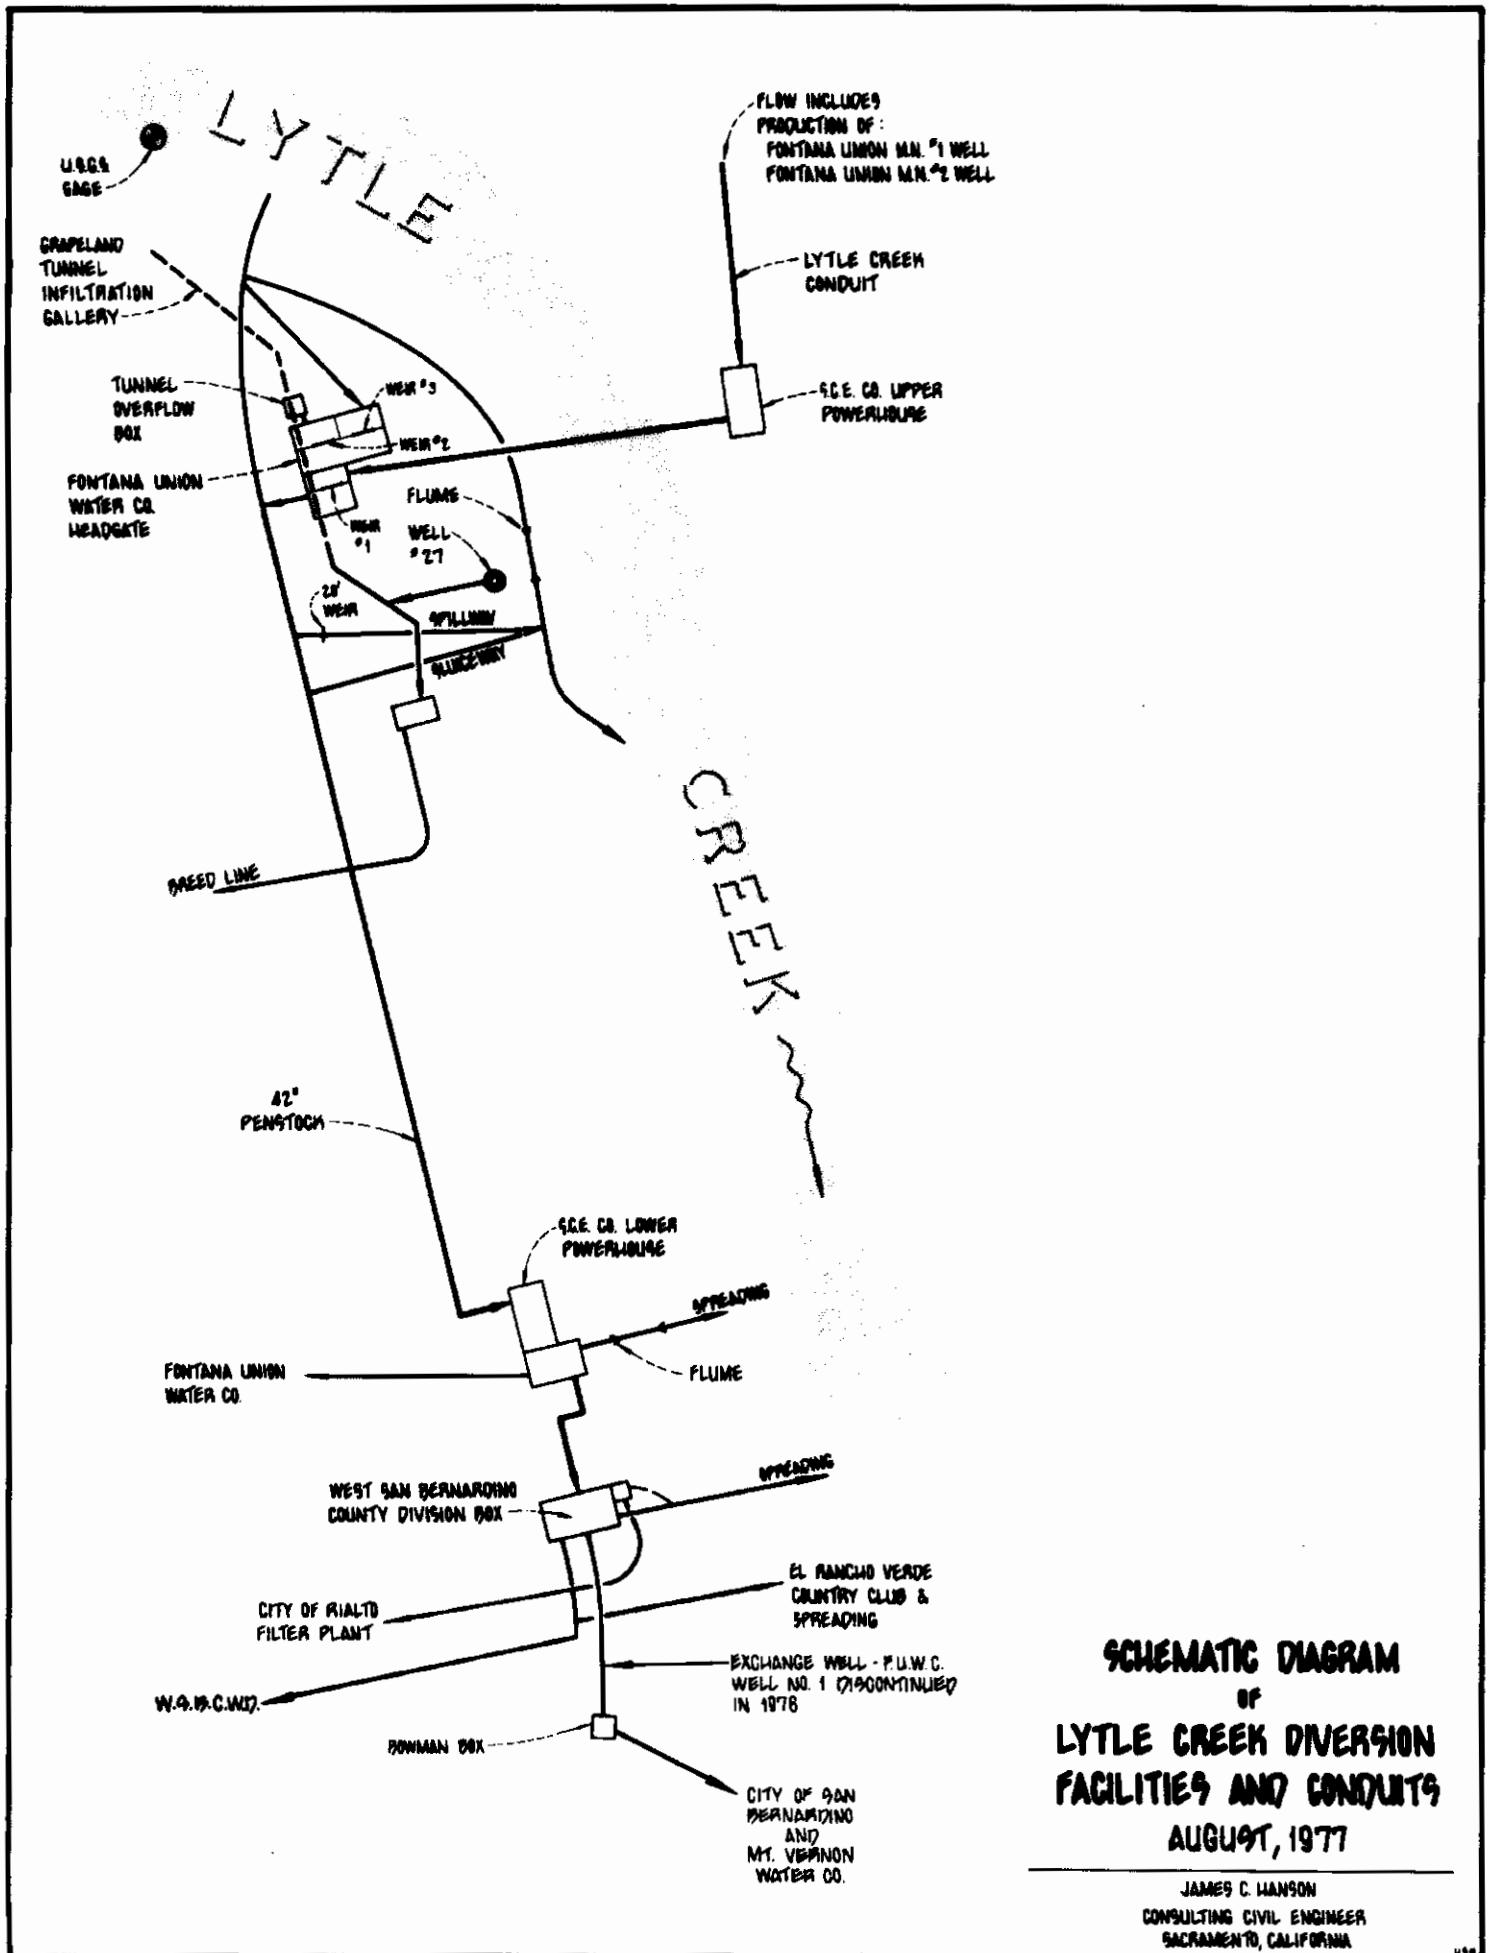 LYTLE
U.S.G.S
GAGE
FLOW INCLUDES
PRODUCTION OF :
FONTANA UNION M.N. #1 WELL
FONTANA UNION M.N. #2 WELL
GRAPELAND
TUNNEL
INFILTRATION
GALLERY
LYTLE CREEK
CONDUIT
TUNNEL
OVERFLOW
BOX
WEIR #3
S.C.E. CO. UPPER
POWERHOUSE
WEIR #2
FONTANA UNION
WATER CO.
HEADGATE
FLUME
WEIR
#1
WELL
#27
20'
WEIR
SPILLWAY
SLUICEWAY
CREEK
BREED LINE
42"
PENSTOCK
S.C.E. CO. LOWER
POWERHOUSE
SPREADING
FONTANA UNION
WATER CO.
FLUME
SPREADING
WEST SAN BERNARDINO
COUNTY DIVISION BOX
EL RANCHO VERDE
COUNTRY CLUB &
SPREADING
CITY OF RIALTO
FILTER PLANT
EXCHANGE WELL - F.U.W.C.
WELL NO. 1 DISCONTINUED
IN 1976
W.S.B.C.W.D.
BOWMAN BOX
CITY OF SAN
BERNARDINO
AND
MT. VERNON
WATER CO.
SCHEMATIC DIAGRAM
OF
LYTLE CREEK DIVERSION
FACILITIES AND CONDUITS
AUGUST, 1977
JAMES C. HANSON
CONSULTING CIVIL ENGINEER
SACRAMENTO, CALIFORNIA